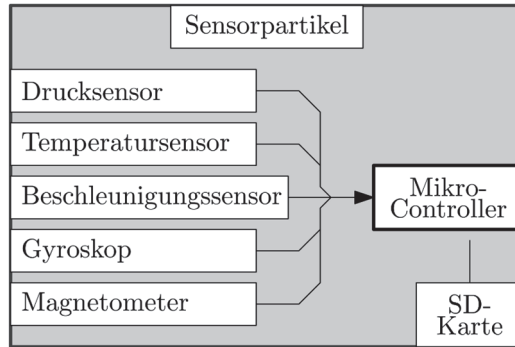 Sensorpartikel
Drucksensor
Temperatursensor
Beschleunigungssensor
Gyroskop
Magnetometer
Mikro-
Controller
SD-
Karte